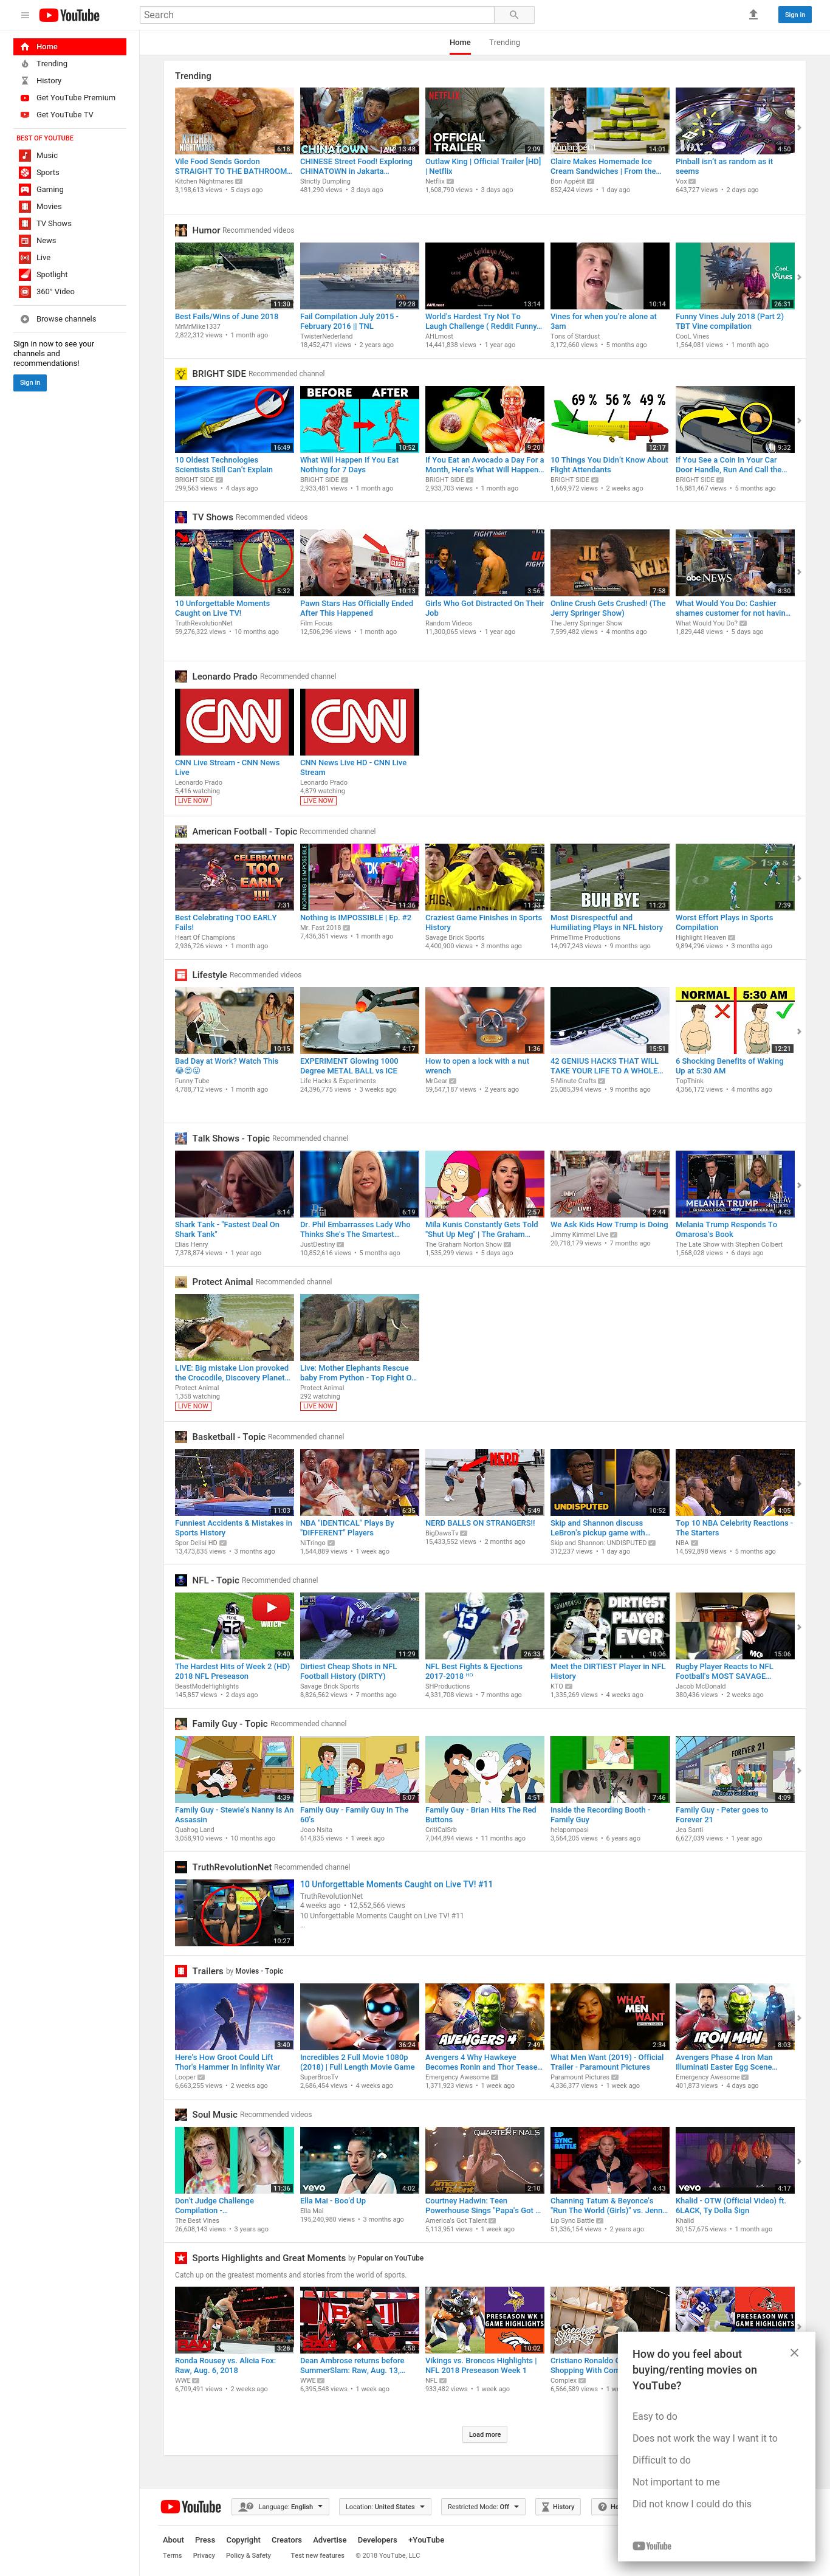 YouTube
Search
Sign in
Home
Trending
History
Get YouTube Premium
Get YouTube TV
BEST OF YOUTUBE
Music
Sports
Gaming
Movies
TV Shows
News
Live
Spotlight
360° Video
Browse channels
Sign in now to see your
channels and
recommendations!
Sign in
Home Trending
Trending
KITCHEN
NIGHTMARES
6:18
CHINATOWN
13:48
NETFLIX
OFFICIAL
TRAILER
2:09
bon appétit
14:01
Vox
4:50
Vile Food Sends Gordon
STRAIGHT TO THE BATHROOM...
Kitchen Nightmares
3,198,613 views • 5 days ago
CHINESE Street Food! Exploring
CHINATOWN in Jakarta...
Strictly Dumpling
481,290 views • 3 days ago
Outlaw King | Official Trailer [HD]
| Netflix
Netflix
1,608,790 views • 3 days ago
Claire Makes Homemade Ice
Cream Sandwiches | From the...
Bon Appétit
852,424 views • 1 day ago
Pinball isn't as random as it
seems
Vox
643,727 views • 2 days ago
Humor Recommended videos
11:30
29:28
13:14
10:14
CooL
Vines
26:31
Best Fails/Wins of June 2018
MrMrMike1337
2,822,312 views • 1 month ago
Fail Compilation July 2015 -
February 2016 || TNL
TwisterNederland
18,452,471 views • 2 years ago
World's Hardest Try Not To
Laugh Challenge ( Reddit Funny...
AHLmost
14,441,838 views • 1 year ago
Vines for when you're alone at
3am
Tons of Stardust
3,172,660 views • 5 months ago
Funny Vines July 2018 (Part 2)
TBT Vine compilation
CooL Vines
1,564,081 views • 1 month ago
BRIGHT SIDE Recommended channel
16:49
BEFORE AFTER
10:52
9:20
69 % 56 % 49 %
12:17
9:32
10 Oldest Technologies
Scientists Still Can't Explain
BRIGHT SIDE
299,563 views • 4 days ago
What Will Happen If You Eat
Nothing for 7 Days
BRIGHT SIDE
2,933,481 views • 1 month ago
If You Eat an Avocado a Day For a
Month, Here's What Will Happen...
BRIGHT SIDE
2,933,703 views • 1 month ago
10 Things You Didn't Know About
Flight Attendants
BRIGHT SIDE
1,669,972 views • 2 weeks ago
If You See a Coin In Your Car
Door Handle, Run And Call the...
BRIGHT SIDE
16,881,467 views • 5 months ago
TV Shows Recommended videos
5:32
10:13
FIGHT NIGHT
3:56
7:58
abc NEWS
8:30
10 Unforgettable Moments
Caught on Live TV!
TruthRevolutionNet
59,276,322 views • 10 months ago
Pawn Stars Has Officially Ended
After This Happened
Film Focus
12,506,296 views • 1 month ago
Girls Who Got Distracted On Their
Job
Random Videos
11,300,065 views • 1 year ago
Online Crush Gets Crushed! (The
Jerry Springer Show)
The Jerry Springer Show
7,599,482 views • 4 months ago
What Would You Do: Cashier
shames customer for not havin...
What Would You Do?
1,829,448 views • 5 days ago
Leonardo Prado Recommended channel
CNN
CNN
CNN Live Stream - CNN News
Live
Leonardo Prado
5,416 watching
LIVE NOW
CNN News Live HD - CNN Live
Stream
Leonardo Prado
4,879 watching
LIVE NOW
American Football - Topic Recommended channel
CELEBRATING
TOO
EARLY
!!!!
7:31
NOTHING IS IMPOSSIBLE
11:36
11:33
BUH BYE
11:23
7:39
Best Celebrating TOO EARLY
Fails!
Heart Of Champions
2,936,726 views • 1 month ago
Nothing is IMPOSSIBLE | Ep. #2
Mr. Fast 2018
7,436,351 views • 1 month ago
Craziest Game Finishes in Sports
History
Savage Brick Sports
4,400,900 views • 3 months ago
Most Disrespectful and
Humiliating Plays in NFL history
PrimeTime Productions
14,097,243 views • 9 months ago
Worst Effort Plays in Sports
Compilation
Highlight Heaven
9,894,296 views • 3 months ago
Lifestyle Recommended videos
10:15
4:17
1:36
15:51
NORMAL 5:30 AM
12:21
Bad Day at Work? Watch This
😂😍😜
Funny Tube
4,788,712 views • 1 month ago
EXPERIMENT Glowing 1000
Degree METAL BALL vs ICE
Life Hacks & Experiments
24,396,775 views • 3 weeks ago
How to open a lock with a nut
wrench
MrGear
59,547,187 views • 2 years ago
42 GENIUS HACKS THAT WILL
TAKE YOUR LIFE TO A WHOLE...
5-Minute Crafts
25,085,394 views • 9 months ago
6 Shocking Benefits of Waking
Up at 5:30 AM
TopThink
4,356,172 views • 4 months ago
Talk Shows - Topic Recommended channel
8:14
6:19
2:57
LIVE!
2:44
MELANIA TRUMP
4:43
Shark Tank - "Fastest Deal On
Shark Tank"
Elias Henry
7,378,874 views • 1 year ago
Dr. Phil Embarrasses Lady Who
Thinks She's The Smartest...
JustDestiny
10,852,616 views • 5 months ago
Mila Kunis Constantly Gets Told
"Shut Up Meg" | The Graham...
The Graham Norton Show
1,535,299 views • 5 days ago
We Ask Kids How Trump is Doing
Jimmy Kimmel Live
20,718,179 views • 7 months ago
Melania Trump Responds To
Omarosa's Book
The Late Show with Stephen Colbert
1,568,028 views • 6 days ago
Protect Animal Recommended channel
LIVE: Big mistake Lion provoked
the Crocodile, Discovery Planet...
Protect Animal
1,358 watching
LIVE NOW
Live: Mother Elephants Rescue
baby From Python - Top Fight O...
Protect Animal
292 watching
LIVE NOW
Basketball - Topic Recommended channel
11:03
6:35
NERD
5:49
UNDISPUTED
10:52
4:05
Funniest Accidents & Mistakes in
Sports History
Spor Delisi HD
13,473,835 views • 3 months ago
NBA "IDENTICAL" Plays By
"DIFFERENT" Players
NiTringo
1,544,889 views • 1 week ago
NERD BALLS ON STRANGERS!!
BigDawsTv
15,433,552 views • 2 months ago
Skip and Shannon discuss
LeBron's pickup game with...
Skip and Shannon: UNDISPUTED
312,237 views • 1 day ago
Top 10 NBA Celebrity Reactions -
The Starters
NBA
14,592,898 views • 5 months ago
NFL - Topic Recommended channel
WATCH
9:40
11:29
26:33
DIRTIEST
PLAYER
EVER
10:06
15:06
The Hardest Hits of Week 2 (HD)
2018 NFL Preseason
BeastModeHighlights
145,857 views • 2 days ago
Dirtiest Cheap Shots in NFL
Football History (DIRTY)
Savage Brick Sports
8,826,562 views • 7 months ago
NFL Best Fights & Ejections
2017-2018 ᴴᴰ
SHProductions
4,331,708 views • 7 months ago
Meet the DIRTIEST Player in NFL
History
KTO
1,335,269 views • 4 weeks ago
Rugby Player Reacts to NFL
Football's MOST SAVAGE...
Jacob McDonald
380,436 views • 2 weeks ago
Family Guy - Topic Recommended channel
4:39
5:07
4:51
7:46
FOREVER 21
4:09
Family Guy - Stewie's Nanny Is An
Assassin
Quahog Land
3,058,910 views • 10 months ago
Family Guy - Family Guy In The
60's
Joao Nsita
614,835 views • 1 week ago
Family Guy - Brian Hits The Red
Buttons
CritiCalSrb
7,044,894 views • 11 months ago
Inside the Recording Booth -
Family Guy
helapompasi
3,564,205 views • 6 years ago
Family Guy - Peter goes to
Forever 21
Jea Santi
6,627,039 views • 1 year ago
TruthRevolutionNet Recommended channel
10:27
10 Unforgettable Moments Caught on Live TV! #11
TruthRevolutionNet
4 weeks ago • 12,552,566 views
10 Unforgettable Moments Caught on Live TV! #11
...
Trailers by Movies - Topic
3:40
36:24
AVENGERS 4
7:49
WHAT
MEN
WANT
2:34
IRON MAN
8:03
Here's How Groot Could Lift
Thor's Hammer In Infinity War
Looper
6,663,255 views • 2 weeks ago
Incredibles 2 Full Movie 1080p
(2018) | Full Length Movie Game
SuperBrosTv
2,686,454 views • 4 weeks ago
Avengers 4 Why Hawkeye
Becomes Ronin and Thor Tease...
Emergency Awesome
1,371,923 views • 1 week ago
What Men Want (2019) - Official
Trailer - Paramount Pictures
Paramount Pictures
4,336,377 views • 1 week ago
Avengers Phase 4 Iron Man
Illuminati Easter Egg Scene...
Emergency Awesome
401,873 views • 4 days ago
Soul Music Recommended videos
11:36
vevo
4:02
QUARTERFINALS
2:10
LIP
SYNC
BATTLE
4:43
vevo
4:17
Don't Judge Challenge
Compilation -...
The Best Vines
26,608,143 views • 3 years ago
Ella Mai - Boo'd Up
Ella Mai
195,240,980 views • 3 months ago
Courtney Hadwin: Teen
Powerhouse Sings "Papa's Got ...
America's Got Talent
5,113,951 views • 1 week ago
Channing Tatum & Beyonce's
"Run The World (Girls)" vs. Jenn...
Lip Sync Battle
51,336,154 views • 2 years ago
Khalid - OTW (Official Video) ft.
6LACK, Ty Dolla $ign
Khalid
30,157,675 views • 1 month ago
Sports Highlights and Great Moments by Popular on YouTube
Catch up on the greatest moments and stories from the world of sports.
RAW
3:28
RAW
4:58
PRESEASON WK 1
GAME HIGHLIGHTS
10:02
PRESEASON WK 1
GAME HIGHLIGHTS
Ronda Rousey vs. Alicia Fox:
Raw, Aug. 6, 2018
WWE
6,709,491 views • 2 weeks ago
Dean Ambrose returns before
SummerSlam: Raw, Aug. 13,...
WWE
6,395,548 views • 1 week ago
Vikings vs. Broncos Highlights |
NFL 2018 Preseason Week 1
NFL
933,482 views • 1 week ago
Cristiano Ronaldo
Shopping With
Complex
6,566,589 views
Load more
How do you feel about
buying/renting movies on
YouTube?
Easy to do
Does not work the way I want it to
Difficult to do
Not important to me
Did not know I could do this
YouTube
YouTube
Language: English
Location: United States
Restricted Mode: Off
History
About Press Copyright Creators Advertise Developers +YouTube
Terms Privacy Policy & Safety Test new features © 2018 YouTube, LLC